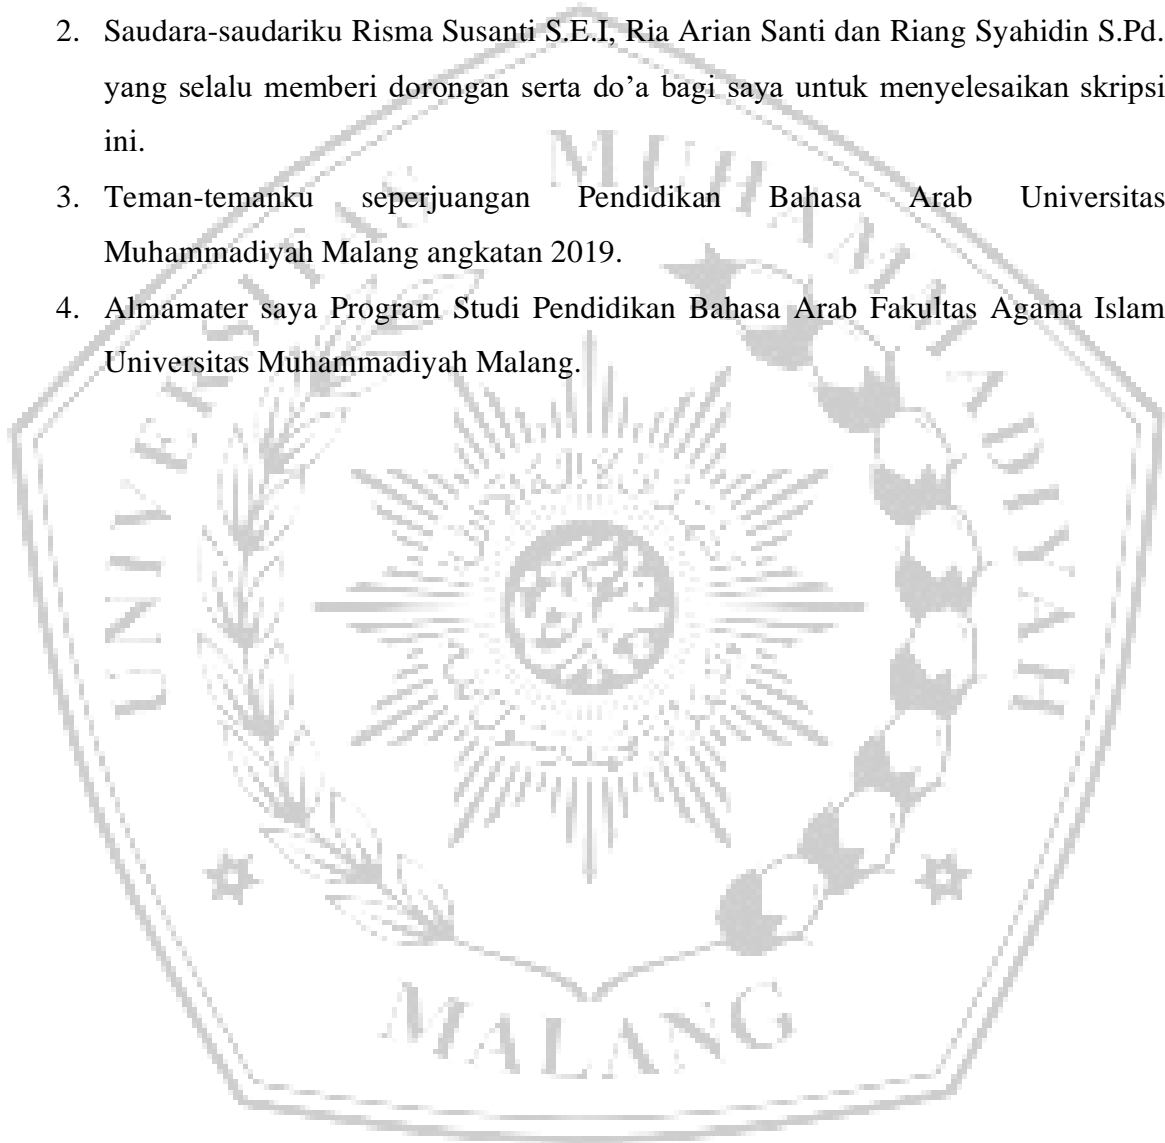 2. Saudara-saudariku Risma Susanti S.E.I, Ria Arian Santi dan Riang Syahidin S.Pd.
yang selalu memberi dorongan serta do’a bagi saya untuk menyelesaikan skripsi
ini.
3. Teman-temanku seperjuangan Pendidikan Bahasa Arab Universitas
Muhammadiyah Malang angkatan 2019.
4. Almamater saya Program Studi Pendidikan Bahasa Arab Fakultas Agama Islam
Universitas Muhammadiyah Malang.
UNIVERSITAS MUHAMMADIYAH
MALANG